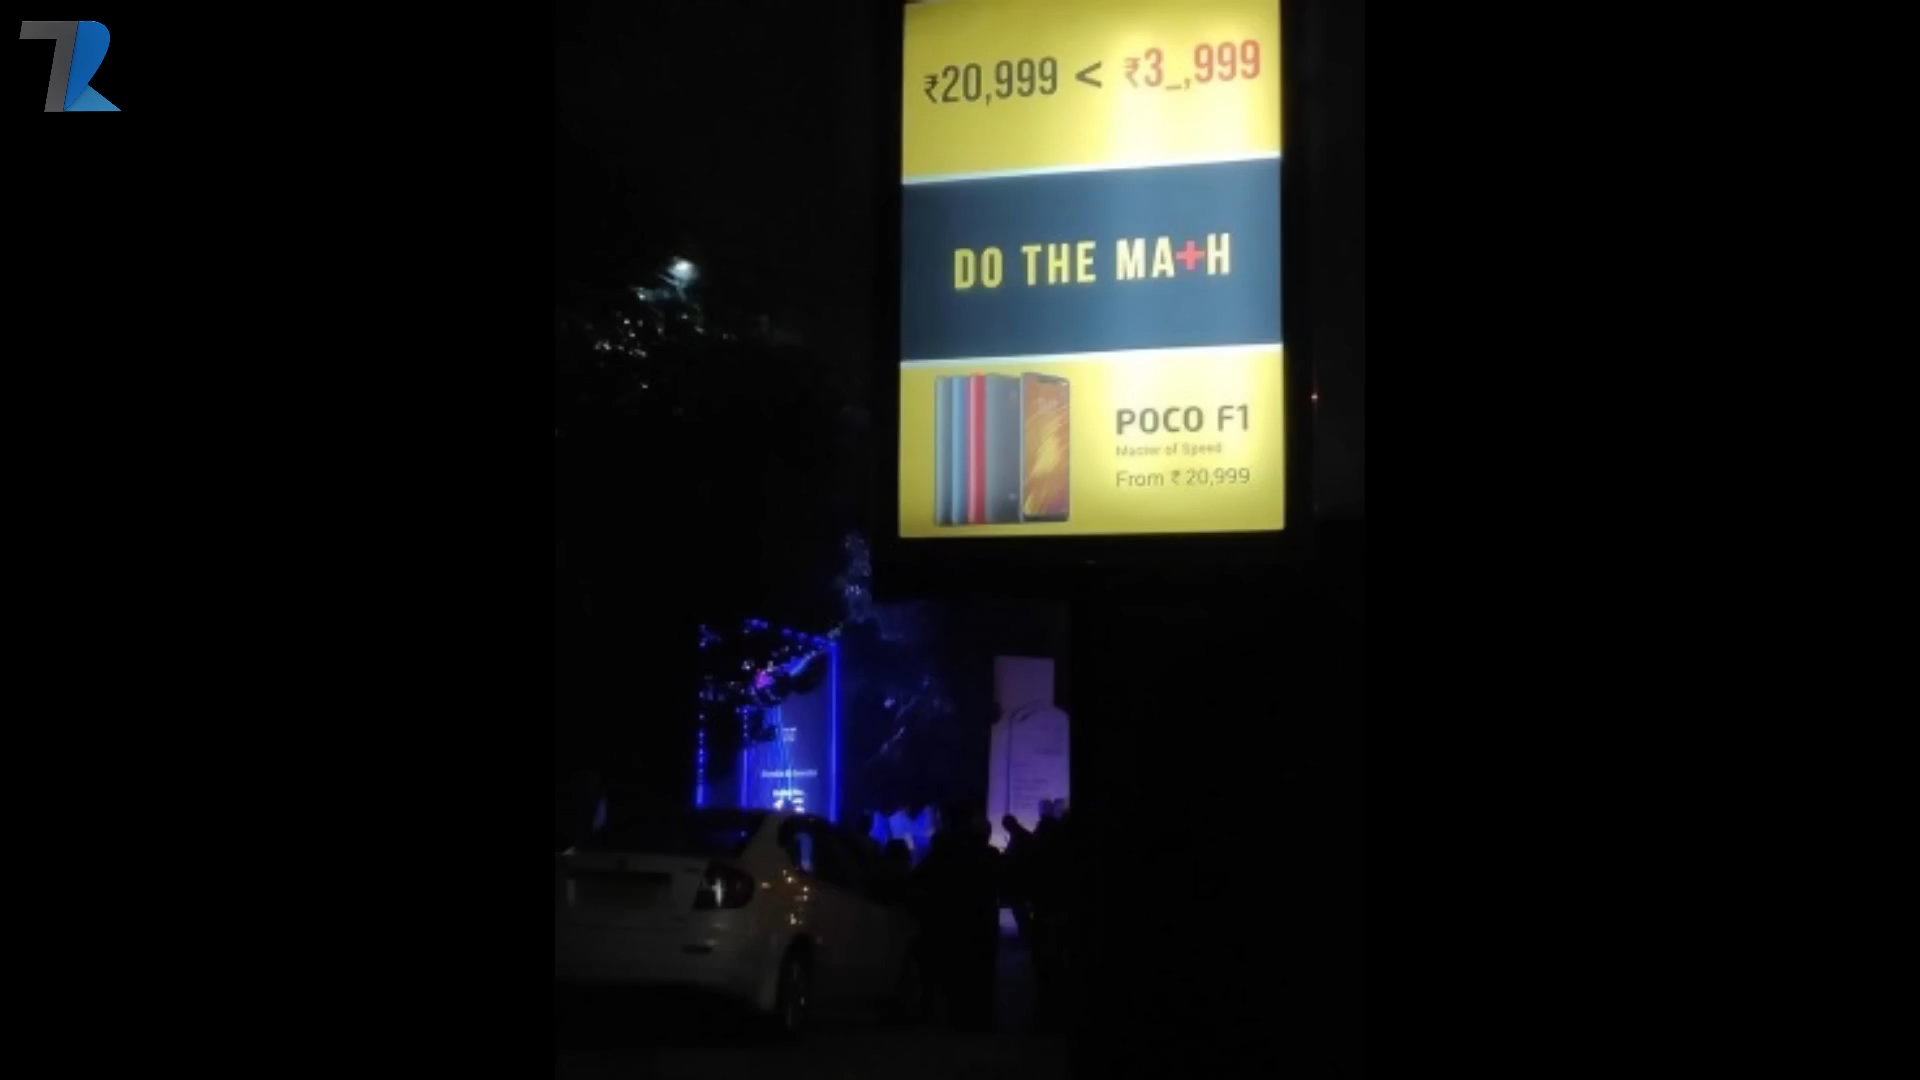 ₹20,999 < ₹3_,999
DO THE MA+H
POCO F1
Master of Speed
From ₹ 20,999